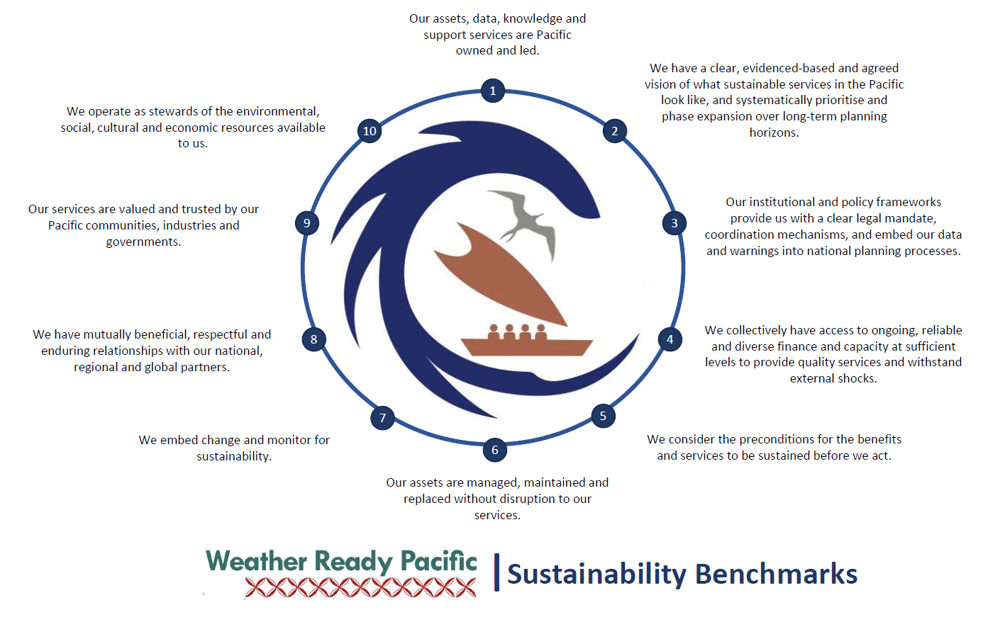 Our assets, data, knowledge and
support services are Pacific
owned and led.
1
We have a clear, evidenced-based and agreed
vision of what sustainable services in the Pacific
look like, and systematically prioritise and
phase expansion over long-term planning
horizons.
2
Our institutional and policy frameworks
provide us with a clear legal mandate,
coordination mechanisms, and embed our data
and warnings into national planning processes.
3
We collectively have access to ongoing, reliable
and diverse finance and capacity at sufficient
levels to provide quality services and withstand
external shocks.
4
We consider the preconditions for the benefits
and services to be sustained before we act.
5
6
Our assets are managed, maintained and
replaced without disruption to our
services.
7
We embed change and monitor for
sustainability.
8
We have mutually beneficial, respectful and
enduring relationships with our national,
regional and global partners.
9
Our services are valued and trusted by our
Pacific communities, industries and
governments.
10
We operate as stewards of the environmental,
social, cultural and economic resources available
to us.
Weather Ready Pacific
Sustainability Benchmarks